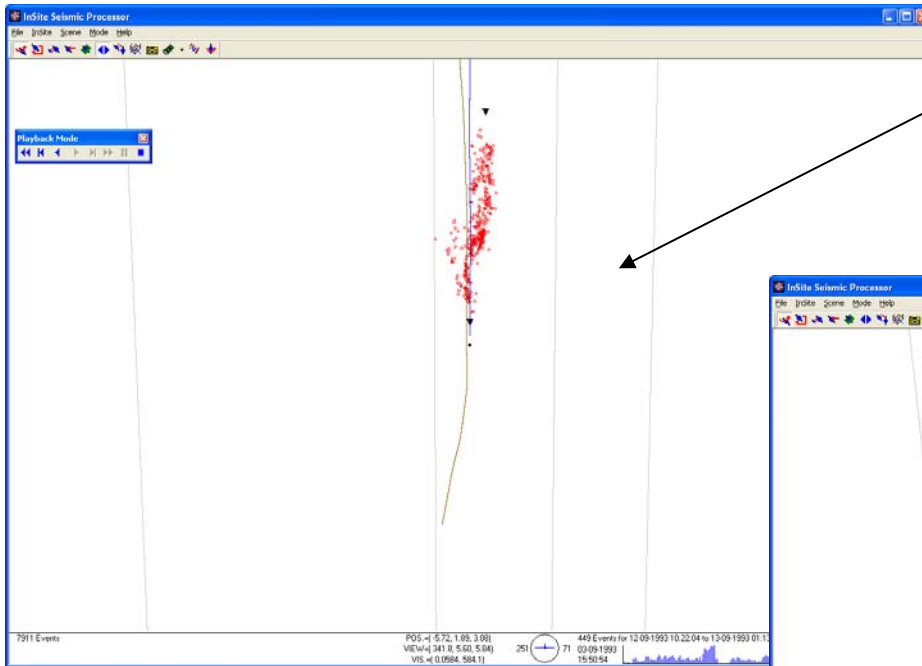 InSite Seismic Processor
File InSite Scene Mode Help
Playback Mode
InSite Seismic Processor
File InSite Scene Mode Help
7911 Events
POS.=( -5.72, 1.89, 3.08)
VIEW=( 341.8, 5.60, 5.84)
VIS.=( 0.0584, 584.1)
251
71
449 Events for 12-09-1993 10:22:04 to 13-09-1993 01:1
03-09-1993
15:50:54